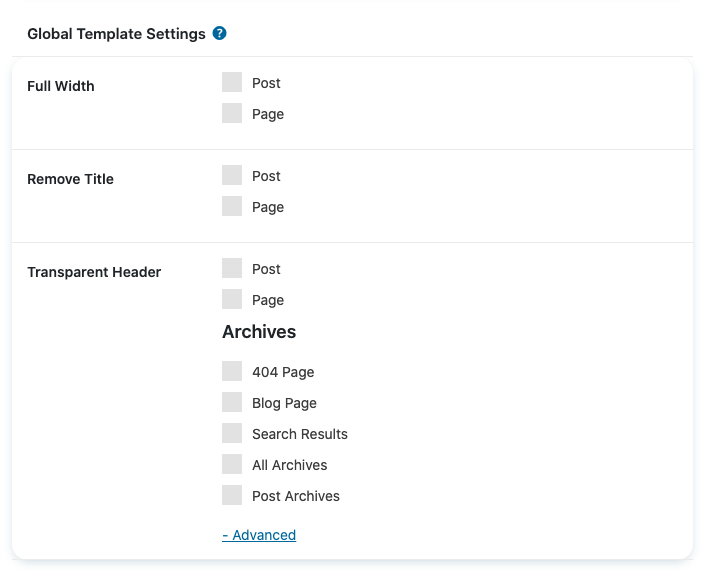 Global Template Settings ?
Full Width
Post
Page
Remove Title
Post
Page
Transparent Header
Post
Page
Archives
404 Page
Blog Page
Search Results
All Archives
Post Archives
- Advanced